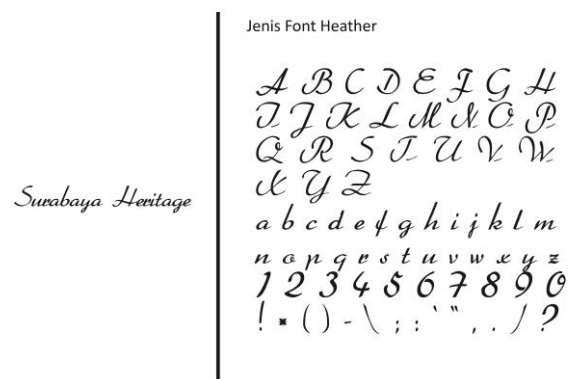 Surabaya Heritage
Jenis Font Heather
A B C D E F G H
I J K L M N O P
Q R S T U V W
X Y Z
a b c d e f g h i j k l m
n o p q r s t u v w x y z
1 2 3 4 5 6 7 8 9 0
! * ( ) - \ ; : ` " , . / ?